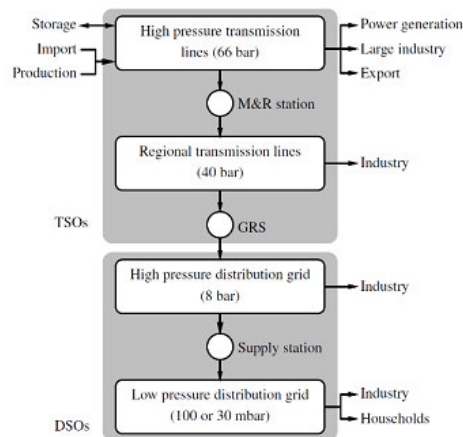 Storage
Import
Production
High pressure transmission
lines (66 bar)
Power generation
Large industry
Export
M&R station
Regional transmission lines
(40 bar)
Industry
TSOs
GRS
High pressure distribution grid
(8 bar)
Industry
Supply station
Low pressure distribution grid
(100 or 30 mbar)
Industry
Households
DSOs